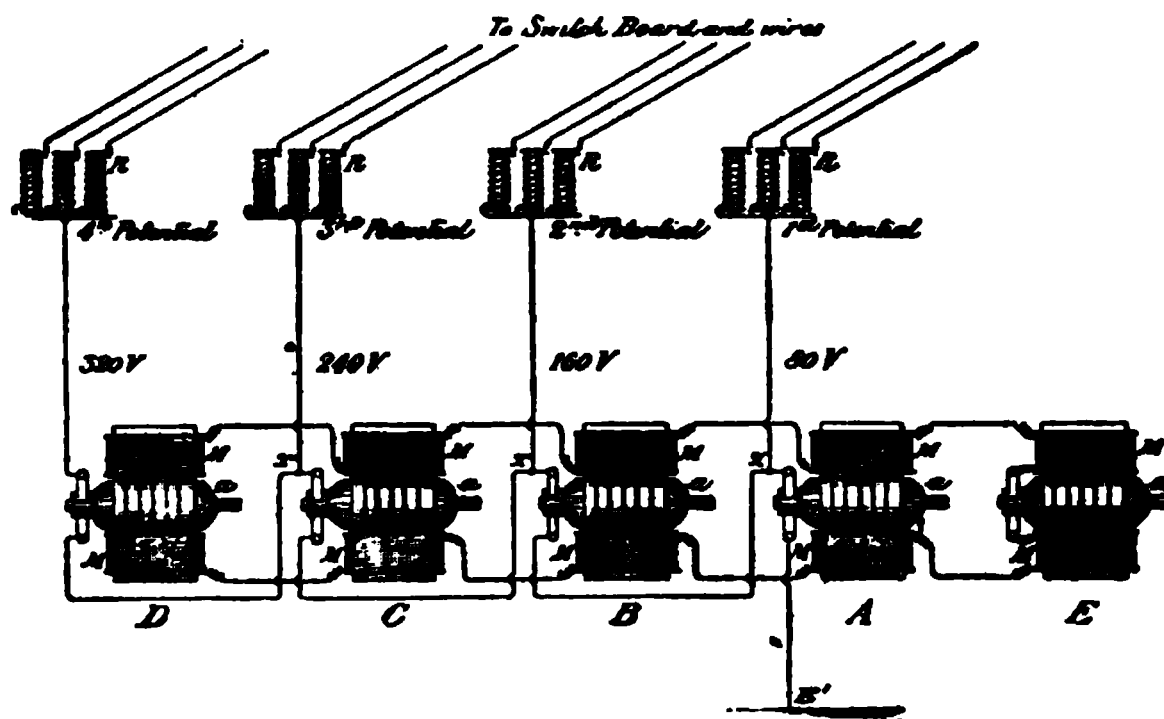 To Switch Board and wires
R R R R
4th Potential 3rd Potential 2nd Potential 1st Potential
320V 240V 160V 80V
M M M M M
x x x
a a a a a
M M M M M
D C B A E
E'